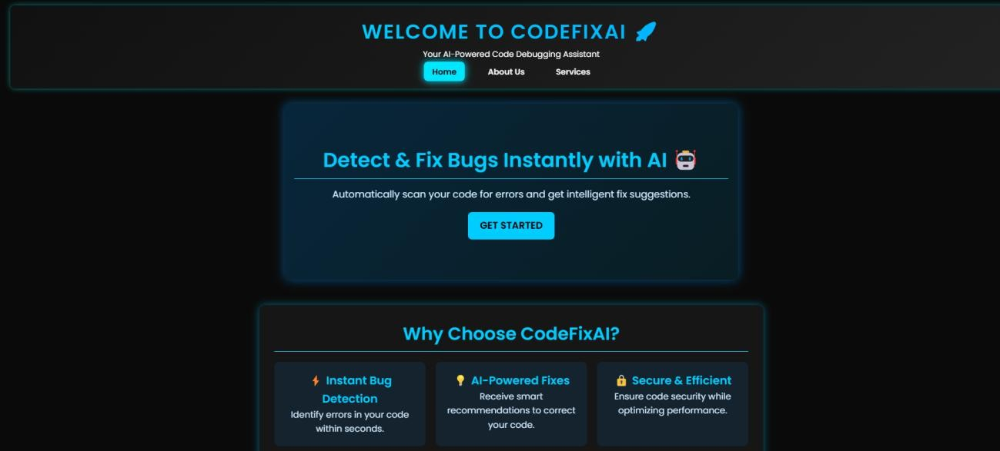 WELCOME TO CODEFIXAI 🚀
Your AI-Powered Code Debugging Assistant
Home About Us Services
Detect & Fix Bugs Instantly with AI 🤖
Automatically scan your code for errors and get intelligent fix suggestions.
GET STARTED
Why Choose CodeFixAI?
⚡ Instant Bug
Detection
Identify errors in your code
within seconds.
💡 AI-Powered Fixes
Receive smart
recommendations to correct
your code.
🔒 Secure & Efficient
Ensure code security while
optimizing performance.